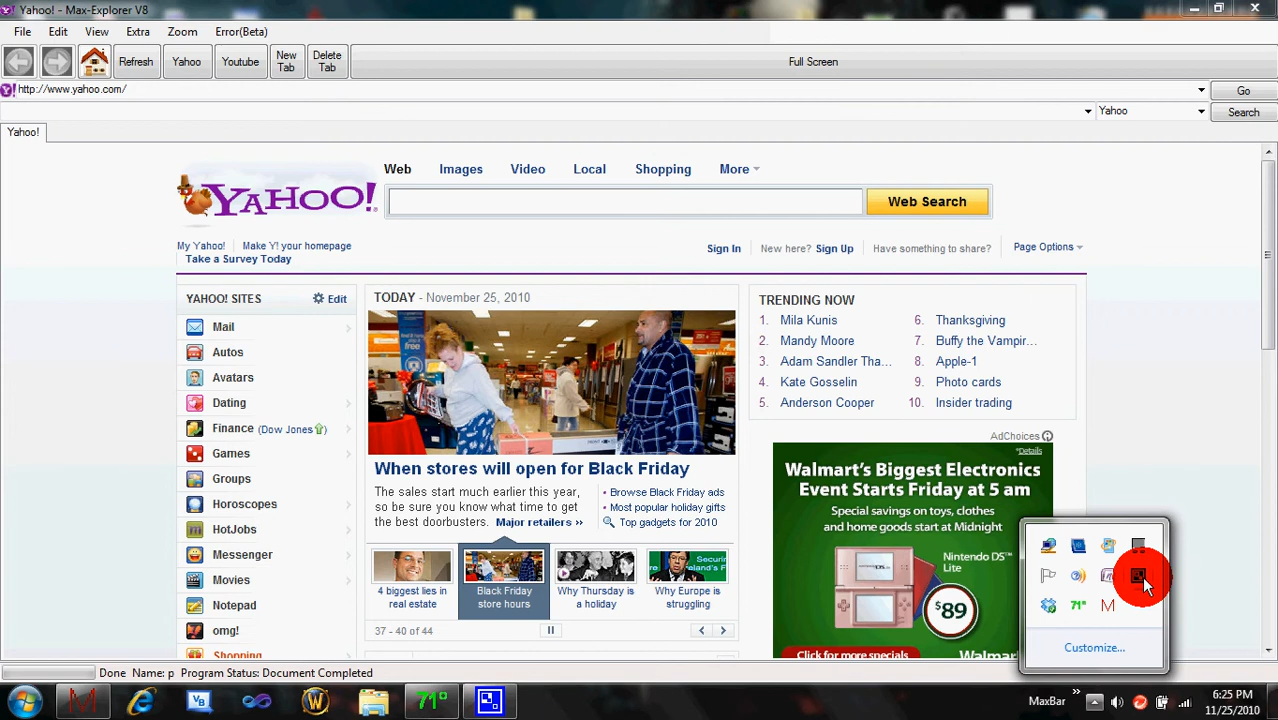 Yahoo! - Max-Explorer V8
File Edit View Extra Zoom Error(Beta)
Refresh Yahoo Youtube New Tab Delete Tab Full Screen
http://www.yahoo.com/ Go
Yahoo Search
Yahoo!
Web Images Video Local Shopping More
YAHOO!
Web Search
My Yahoo! Make Y! your homepage
Take a Survey Today
Sign In New here? Sign Up Have something to share? Page Options
YAHOO! SITES Edit
Mail
Autos
Avatars
Dating
Finance (Dow Jones)
Games
Groups
Horoscopes
HotJobs
Messenger
Movies
Notepad
omg!
Shopping
TODAY - November 25, 2010
When stores will open for Black Friday
The sales start much earlier this year,
so be sure you know what time to get
the best doorbusters. Major retailers ››
• Browse Black Friday ads
• Most popular holiday gifts
Top gadgets for 2010
4 biggest lies in
real estate
Black Friday
store hours
Why Thursday is
a holiday
Why Europe is
struggling
37 - 40 of 44
TRENDING NOW
1. Mila Kunis
2. Mandy Moore
3. Adam Sandler Tha...
4. Kate Gosselin
5. Anderson Cooper
6. Thanksgiving
7. Buffy the Vampir...
8. Apple-1
9. Photo cards
10. Insider trading
AdChoices
*Details
Walmart's Biggest Electronics
Event Starts Friday at 5 am
Special savings on toys, clothes
and home goods start at Midnight
Nintendo DS™
Lite
$89
Click for more specials
71°
Customize...
Done Name: p Program Status: Document Completed
71°
MaxBar
6:25 PM
11/25/2010